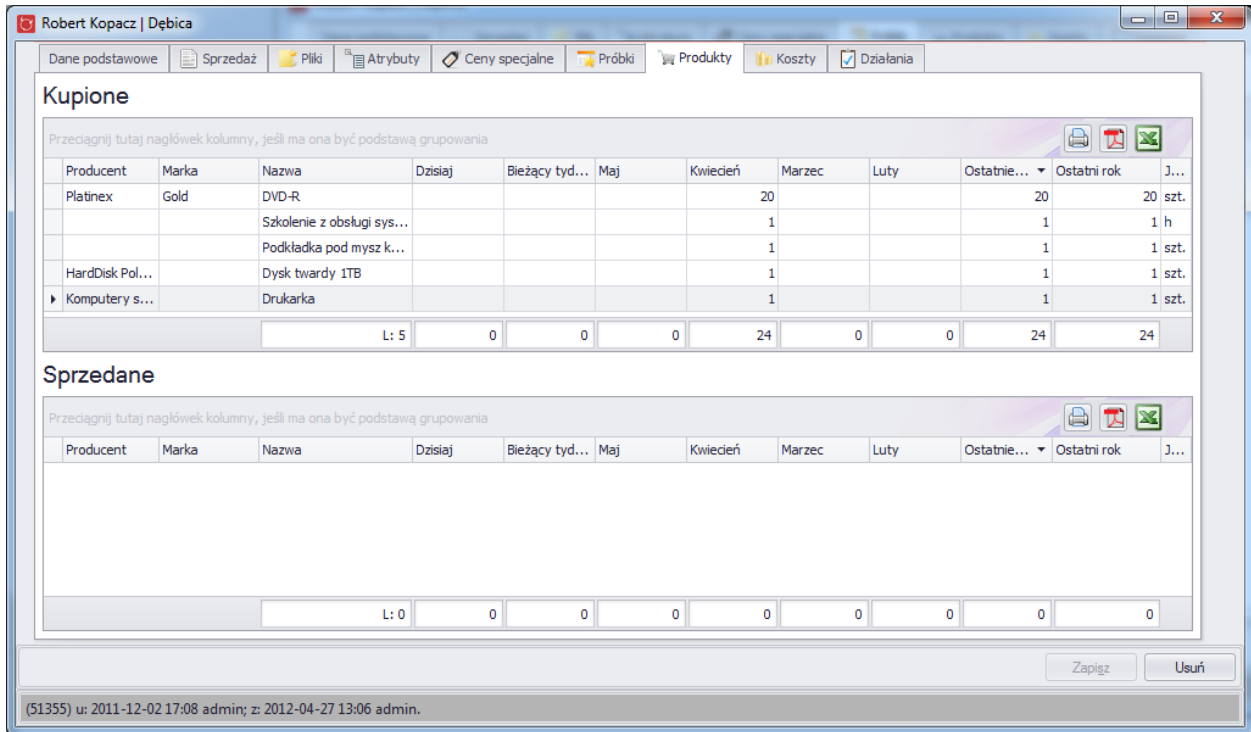 Robert Kopacz | Dębica
Dane podstawowe Sprzedaż Pliki Atrybuty Ceny specjalne Próbki Produkty Koszty Działania
Kupione
Przeciągnij tutaj nagłówek kolumny, jeśli ma ona być podstawą grupowania
Producent Marka Nazwa Dzisiaj Bieżący tyd... Maj Kwiecień Marzec Luty Ostatnie... Ostatni rok J...
Platinex Gold DVD-R 20 20 20 szt.
Szkolenie z obsługi sys... 1 1 1 h
Podkładka pod mysz k... 1 1 1 szt.
HardDisk Pol... Dysk twardy 1TB 1 1 1 szt.
Komputery s... Drukarka 1 1 1 szt.
L: 5 0 0 0 24 0 0 24 24
Sprzedane
Przeciągnij tutaj nagłówek kolumny, jeśli ma ona być podstawą grupowania
Producent Marka Nazwa Dzisiaj Bieżący tyd... Maj Kwiecień Marzec Luty Ostatnie... Ostatni rok J...
L: 0 0 0 0 0 0 0 0 0
Zapisz Usuń
(51355) u: 2011-12-02 17:08 admin; z: 2012-04-27 13:06 admin.